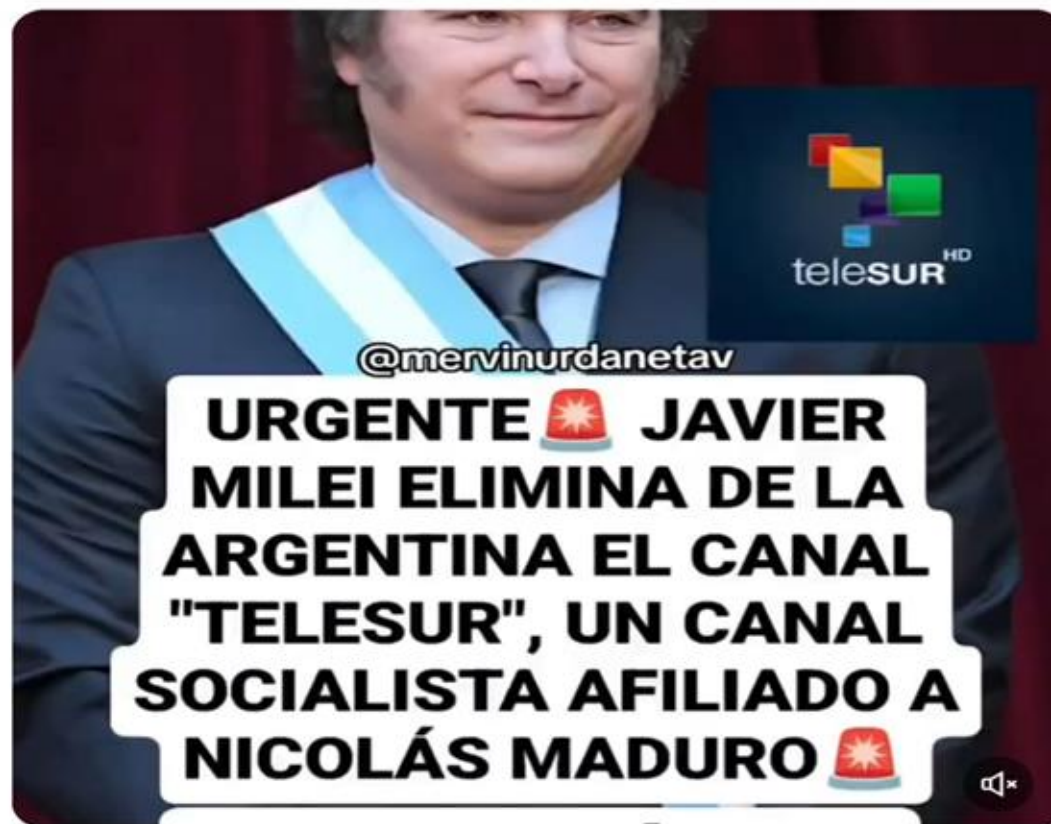 teleSUR HD
@mervinurdanetav
URGENTE🚨 JAVIER
MILEI ELIMINA DE LA
ARGENTINA EL CANAL
"TELESUR", UN CANAL
SOCIALISTA AFILIADO A
NICOLÁS MADURO🚨